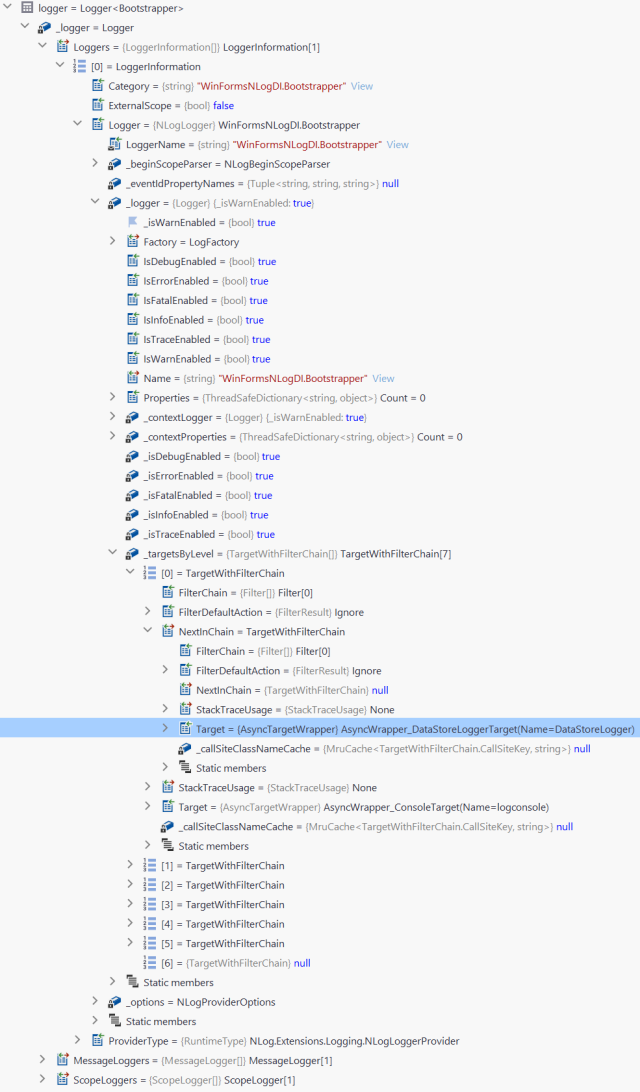 logger = Logger<Bootstrapper>
_logger = Logger
Loggers = {LoggerInformation[]} LoggerInformation[1]
[0] = LoggerInformation
Category = {string} "WinFormsNLogDI.Bootstrapper" View
ExternalScope = {bool} false
Logger = {NLogLogger} WinFormsNLogDI.Bootstrapper
LoggerName = {string} "WinFormsNLogDI.Bootstrapper" View
_beginScopeParser = NLogBeginScopeParser
_eventIdPropertyNames = {Tuple<string, string, string>} null
_logger = {Logger} {_isWarnEnabled: true}
_isWarnEnabled = {bool} true
Factory = LogFactory
IsDebugEnabled = {bool} true
IsErrorEnabled = {bool} true
IsFatalEnabled = {bool} true
IsInfoEnabled = {bool} true
IsTraceEnabled = {bool} true
IsWarnEnabled = {bool} true
Name = {string} "WinFormsNLogDI.Bootstrapper" View
Properties = {ThreadSafeDictionary<string, object>} Count = 0
_contextLogger = {Logger} {_isWarnEnabled: true}
_contextProperties = {ThreadSafeDictionary<string, object>} Count = 0
_isDebugEnabled = {bool} true
_isErrorEnabled = {bool} true
_isFatalEnabled = {bool} true
_isInfoEnabled = {bool} true
_isTraceEnabled = {bool} true
_targetsByLevel = {TargetWithFilterChain[]} TargetWithFilterChain[7]
[0] = TargetWithFilterChain
FilterChain = {Filter[]} Filter[0]
FilterDefaultAction = {FilterResult} Ignore
NextInChain = TargetWithFilterChain
FilterChain = {Filter[]} Filter[0]
FilterDefaultAction = {FilterResult} Ignore
NextInChain = {TargetWithFilterChain} null
StackTraceUsage = {StackTraceUsage} None
Target = {AsyncTargetWrapper} AsyncWrapper_DataStoreLoggerTarget(Name=DataStoreLogger)
_callSiteClassNameCache = {MruCache<TargetWithFilterChain.CallSiteKey, string>} null
Static members
StackTraceUsage = {StackTraceUsage} None
Target = {AsyncTargetWrapper} AsyncWrapper_ConsoleTarget(Name=logconsole)
_callSiteClassNameCache = {MruCache<TargetWithFilterChain.CallSiteKey, string>} null
Static members
[1] = TargetWithFilterChain
[2] = TargetWithFilterChain
[3] = TargetWithFilterChain
[4] = TargetWithFilterChain
[5] = TargetWithFilterChain
[6] = {TargetWithFilterChain} null
Static members
_options = NLogProviderOptions
Static members
ProviderType = {RuntimeType} NLog.Extensions.Logging.NLogLoggerProvider
MessageLoggers = {MessageLogger[]} MessageLogger[1]
ScopeLoggers = {ScopeLogger[]} ScopeLogger[1]